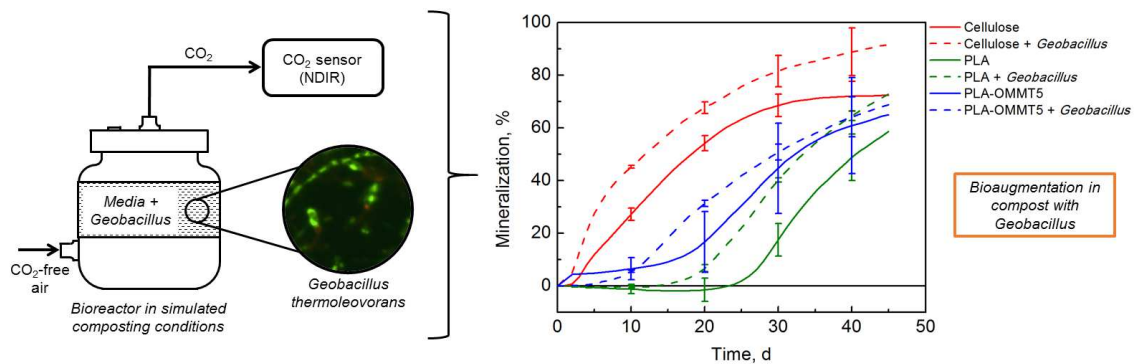 CO₂
CO₂ sensor
(NDIR)
Media +
Geobacillus
CO₂-free
air
Bioreactor in simulated
composting conditions
Geobacillus
thermoleovorans
Mineralization, %
100
80
60
40
20
0
0
10
20
30
40
50
Time, d
Cellulose
Cellulose + Geobacillus
PLA
PLA + Geobacillus
PLA-OMMT5
PLA-OMMT5 + Geobacillus
Bioaugmentation in
compost with
Geobacillus